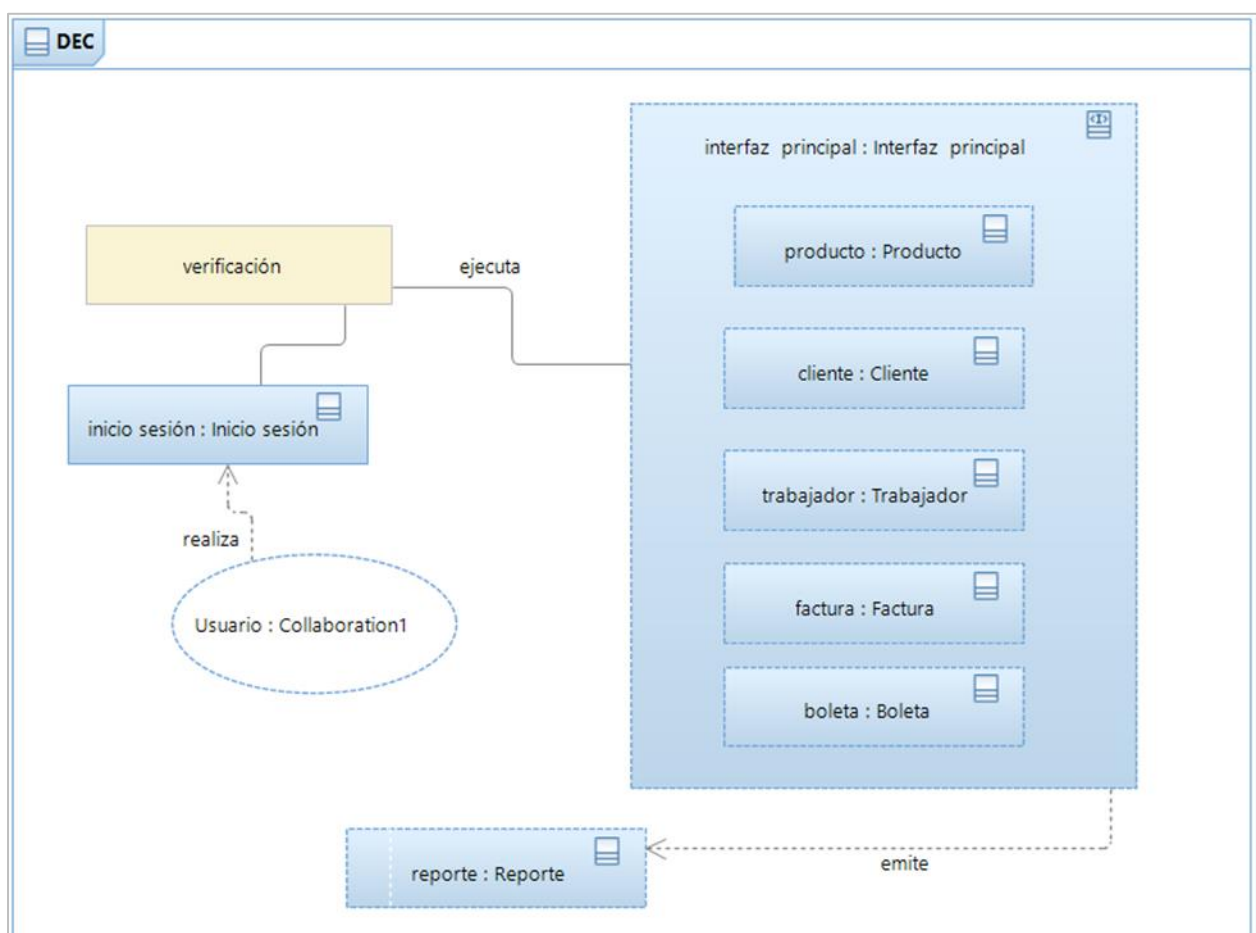 DEC
interfaz principal : Interfaz principal
producto : Producto
verificación
ejecuta
cliente : Cliente
inicio sesión : Inicio sesión
trabajador : Trabajador
realiza
factura : Factura
Usuario : Collaboration1
boleta : Boleta
emite
reporte : Reporte